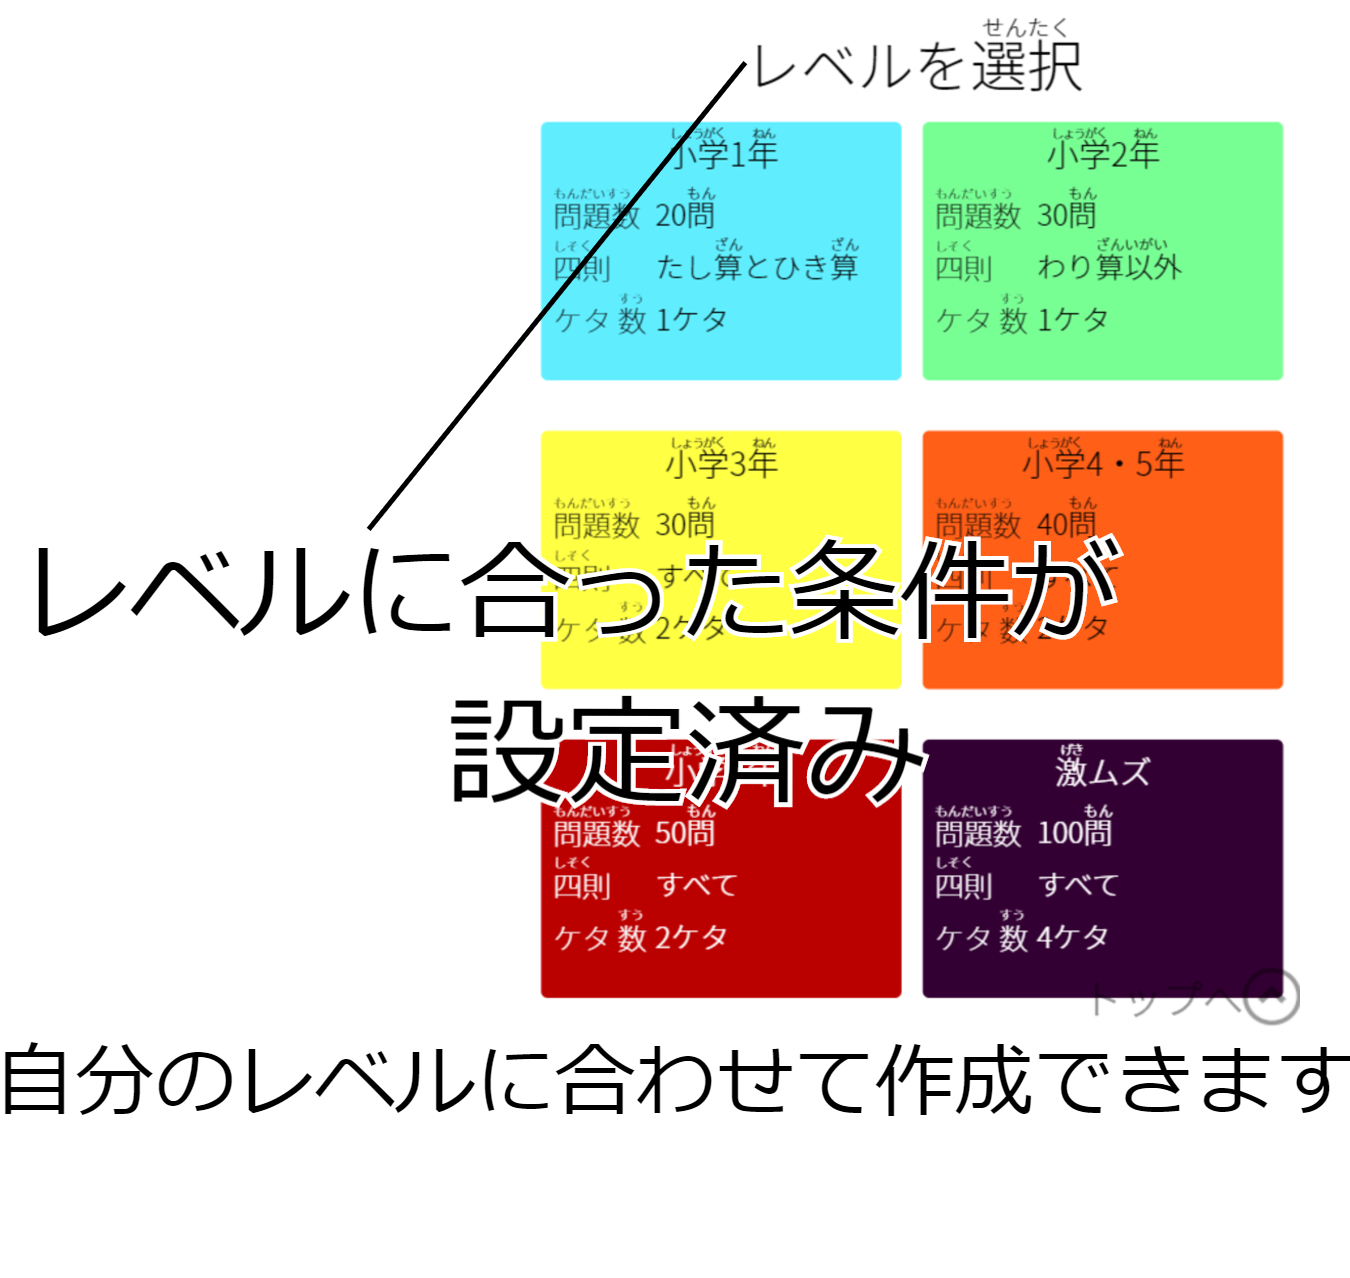 せんたく
レベルを選択
しょうがく ねん
小学1年
もんだいすう もん
問題数 20問
しそく ざん ざん
四則 たし算とひき算
すう
ケタ数 1ケタ
しょうがく ねん
小学2年
もんだいすう もん
問題数 30問
しそく ざんいがい
四則 わり算以外
すう
ケタ数 1ケタ
しょうがく ねん
小学3年
もんだいすう もん
問題数 30問
しそく
四則 すべて
すう
ケタ数 2ケタ
しょうがく ねん
小学4・5年
もんだいすう もん
問題数 40問
ケタ数 2ケタ
レベルに合った条件が
設定済み
もんだいすう もん
問題数 50問
しそく
四則 すべて
すう
ケタ数 2ケタ
げき
激ムズ
もんだいすう もん
問題数 100問
しそく
四則 すべて
すう
ケタ数 4ケタ
トップへ
自分のレベルに合わせて作成できます